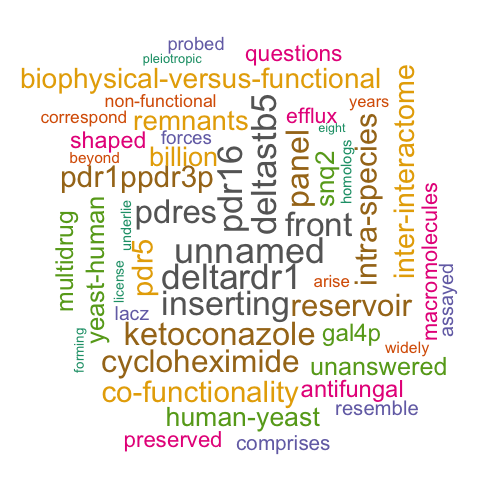 probed
pleiotropic
questions
biophysical-versus-functional
non-functional
years
correspond
remnants
efflux
eight
shaped
forces
beyond
billion
pdr1ppdr3p
pdr16
deltastb5
panel
snq2
homologs
intra-species
inter-interactome
pdres
front
multidrug
yeast-human
underlie
pdr5
unnamed
macromolecules
license
deltardr1
arise
assayed
lacz
inserting
reservoir
forming
ketoconazole
gal4p
widely
cycloheximide
unanswered
co-functionality
antifungal
human-yeast
resemble
preserved
comprises